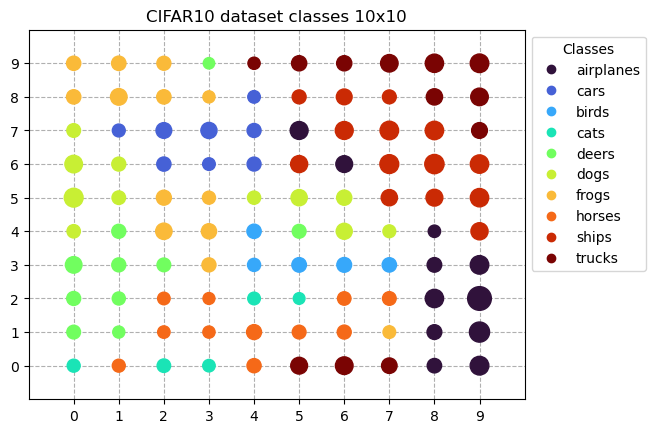 CIFAR10 dataset classes 10x10
Classes
airplanes
cars
birds
cats
deers
dogs
frogs
horses
ships
trucks
9
8
7
6
5
4
3
2
1
0
0 1 2 3 4 5 6 7 8 9